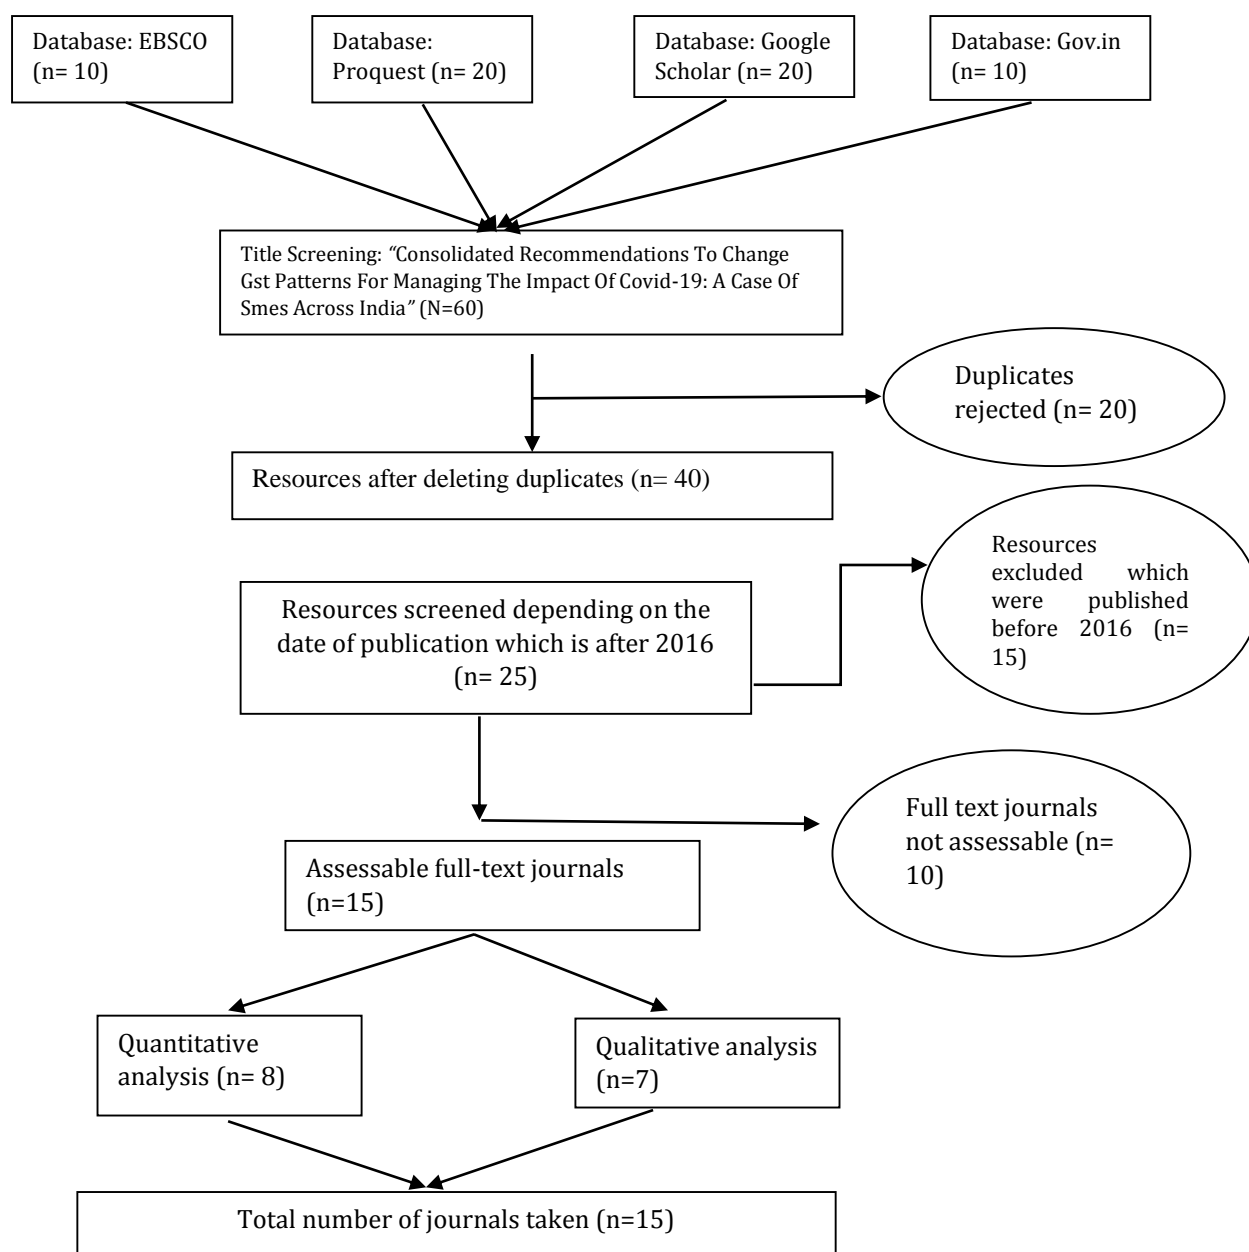 Database: EBSCO
(n= 10)
Database:
Proquest (n= 20)
Database: Google
Scholar (n= 20)
Database: Gov.in
(n= 10)
Title Screening: “Consolidated Recommendations To Change
Gst Patterns For Managing The Impact Of Covid-19: A Case Of
Smes Across India” (N=60)
Duplicates
rejected (n= 20)
Resources after deleting duplicates (n= 40)
Resources
excluded which
were published
before 2016 (n=
15)
Resources screened depending on the
date of publication which is after 2016
(n= 25)
Full text journals
not assessable (n=
10)
Assessable full-text journals
(n=15)
Quantitative
analysis (n= 8)
Qualitative analysis
(n=7)
Total number of journals taken (n=15)